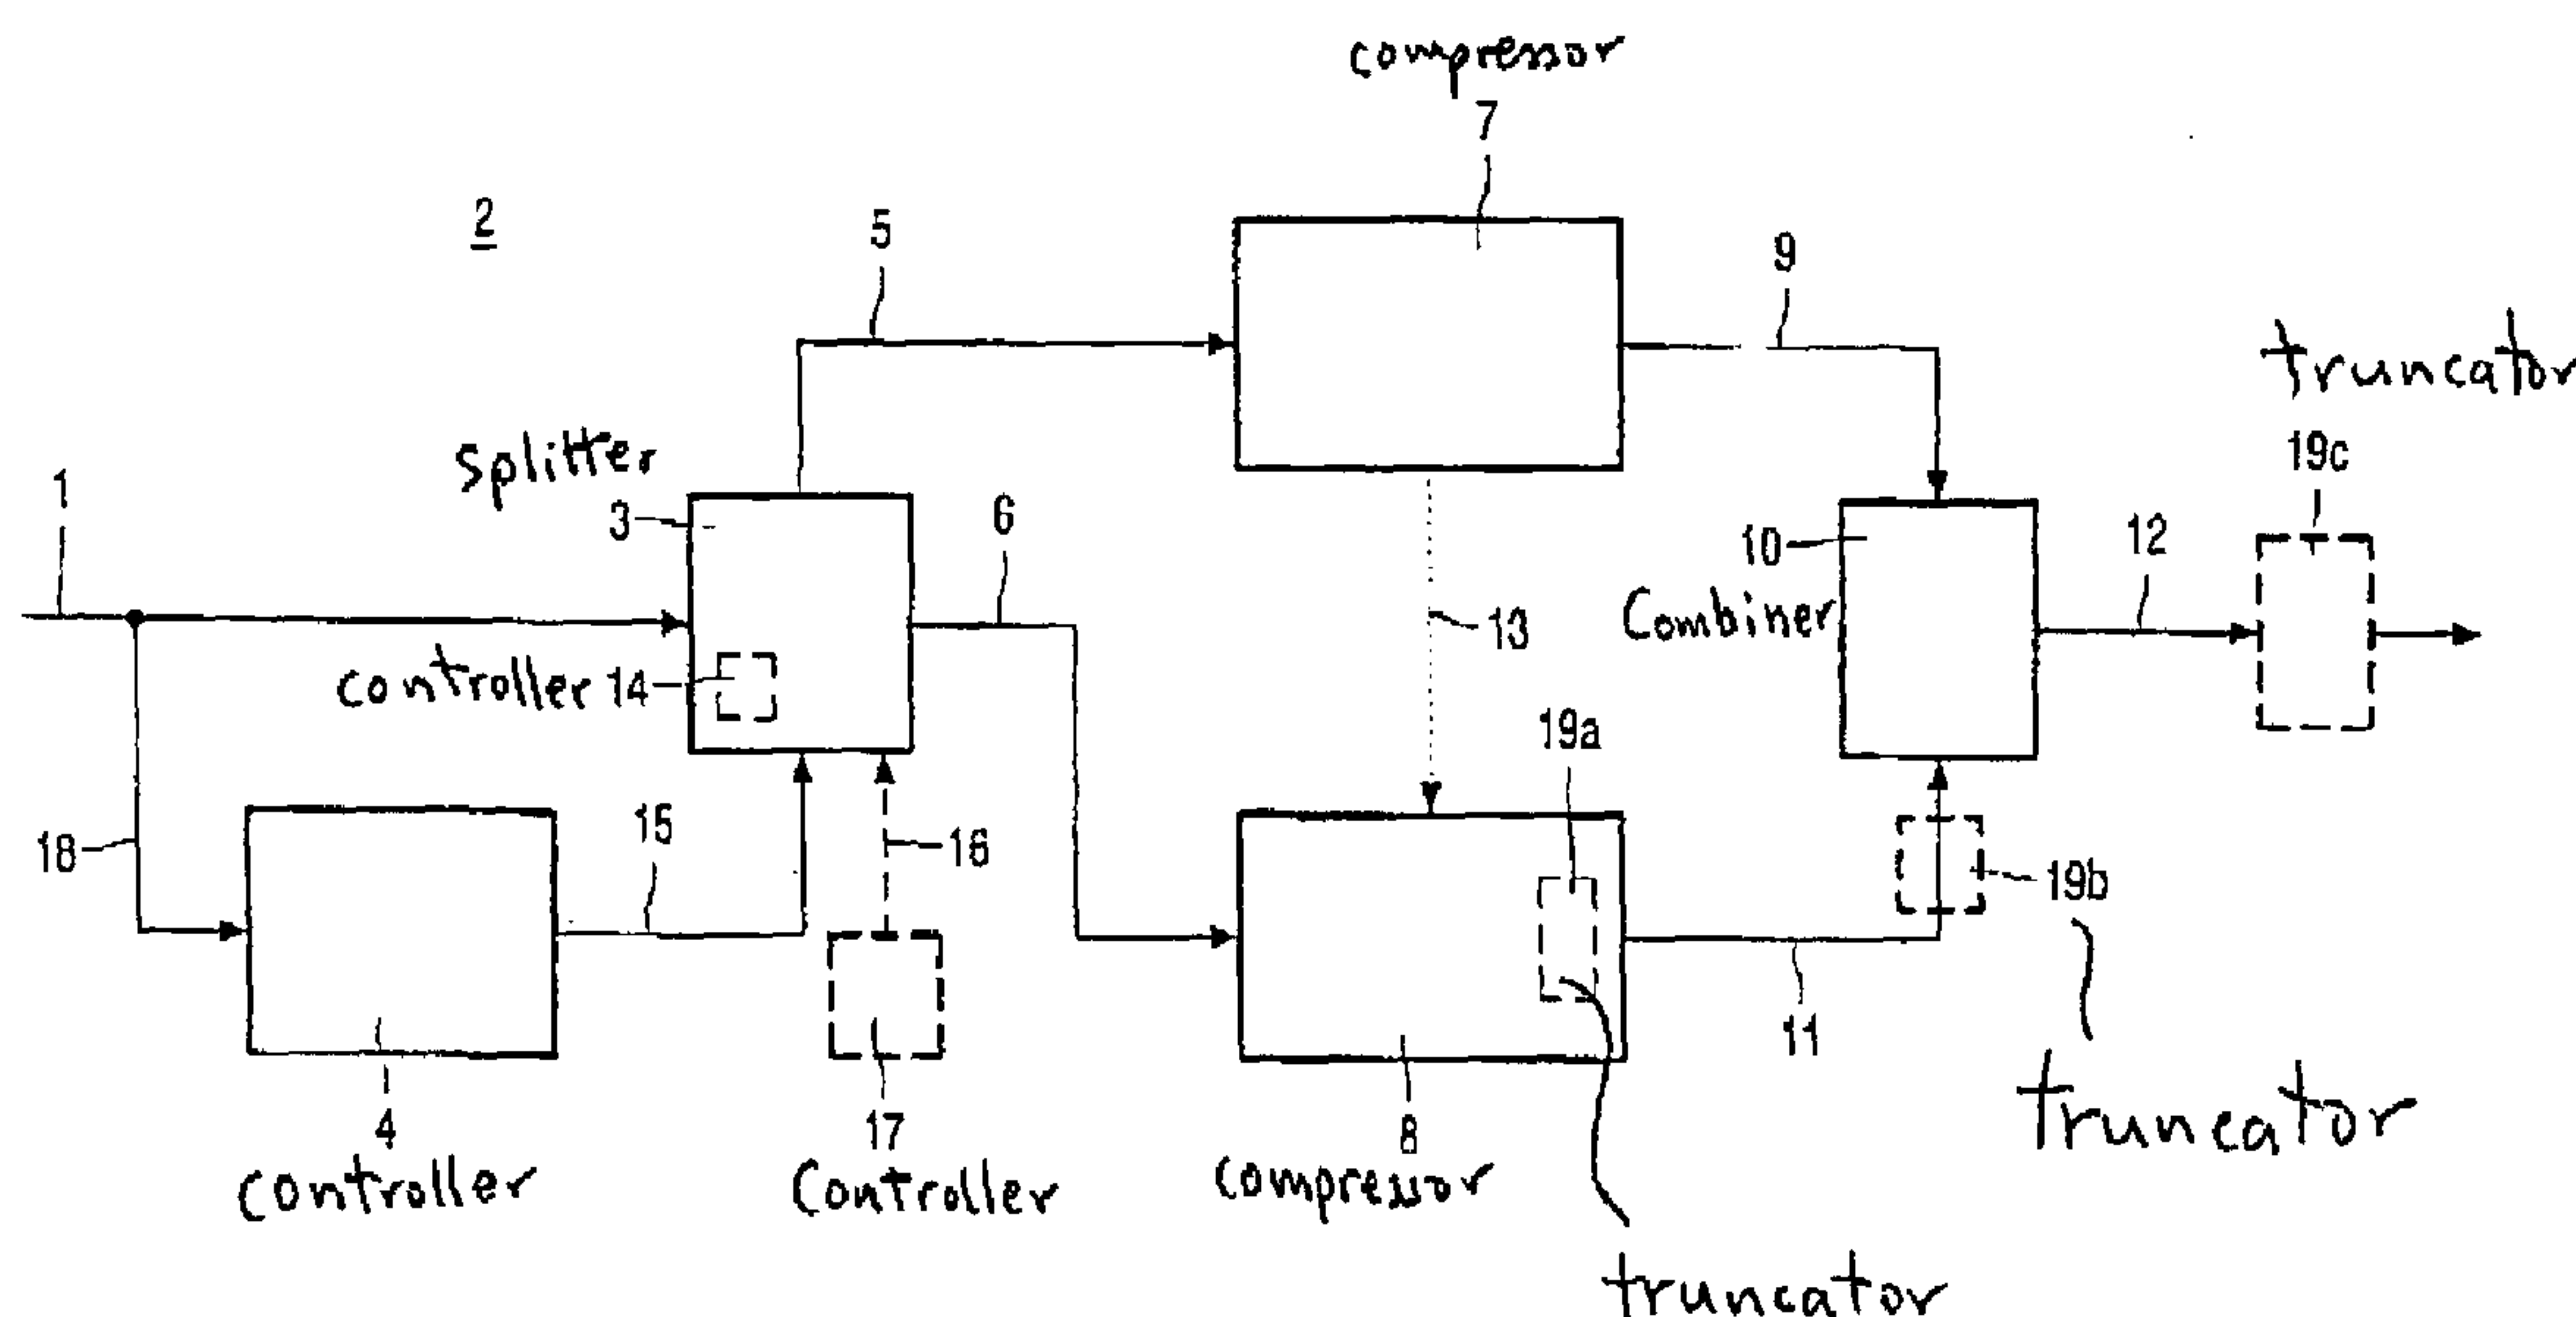 compressor
7
2
5
9
truncator
19c
Splitter
1
3
6
10
12
Combiner
13
controller 14
19a
18
15
16
19b
11
4
17
8
controller
Controller
compressor
truncator
truncator